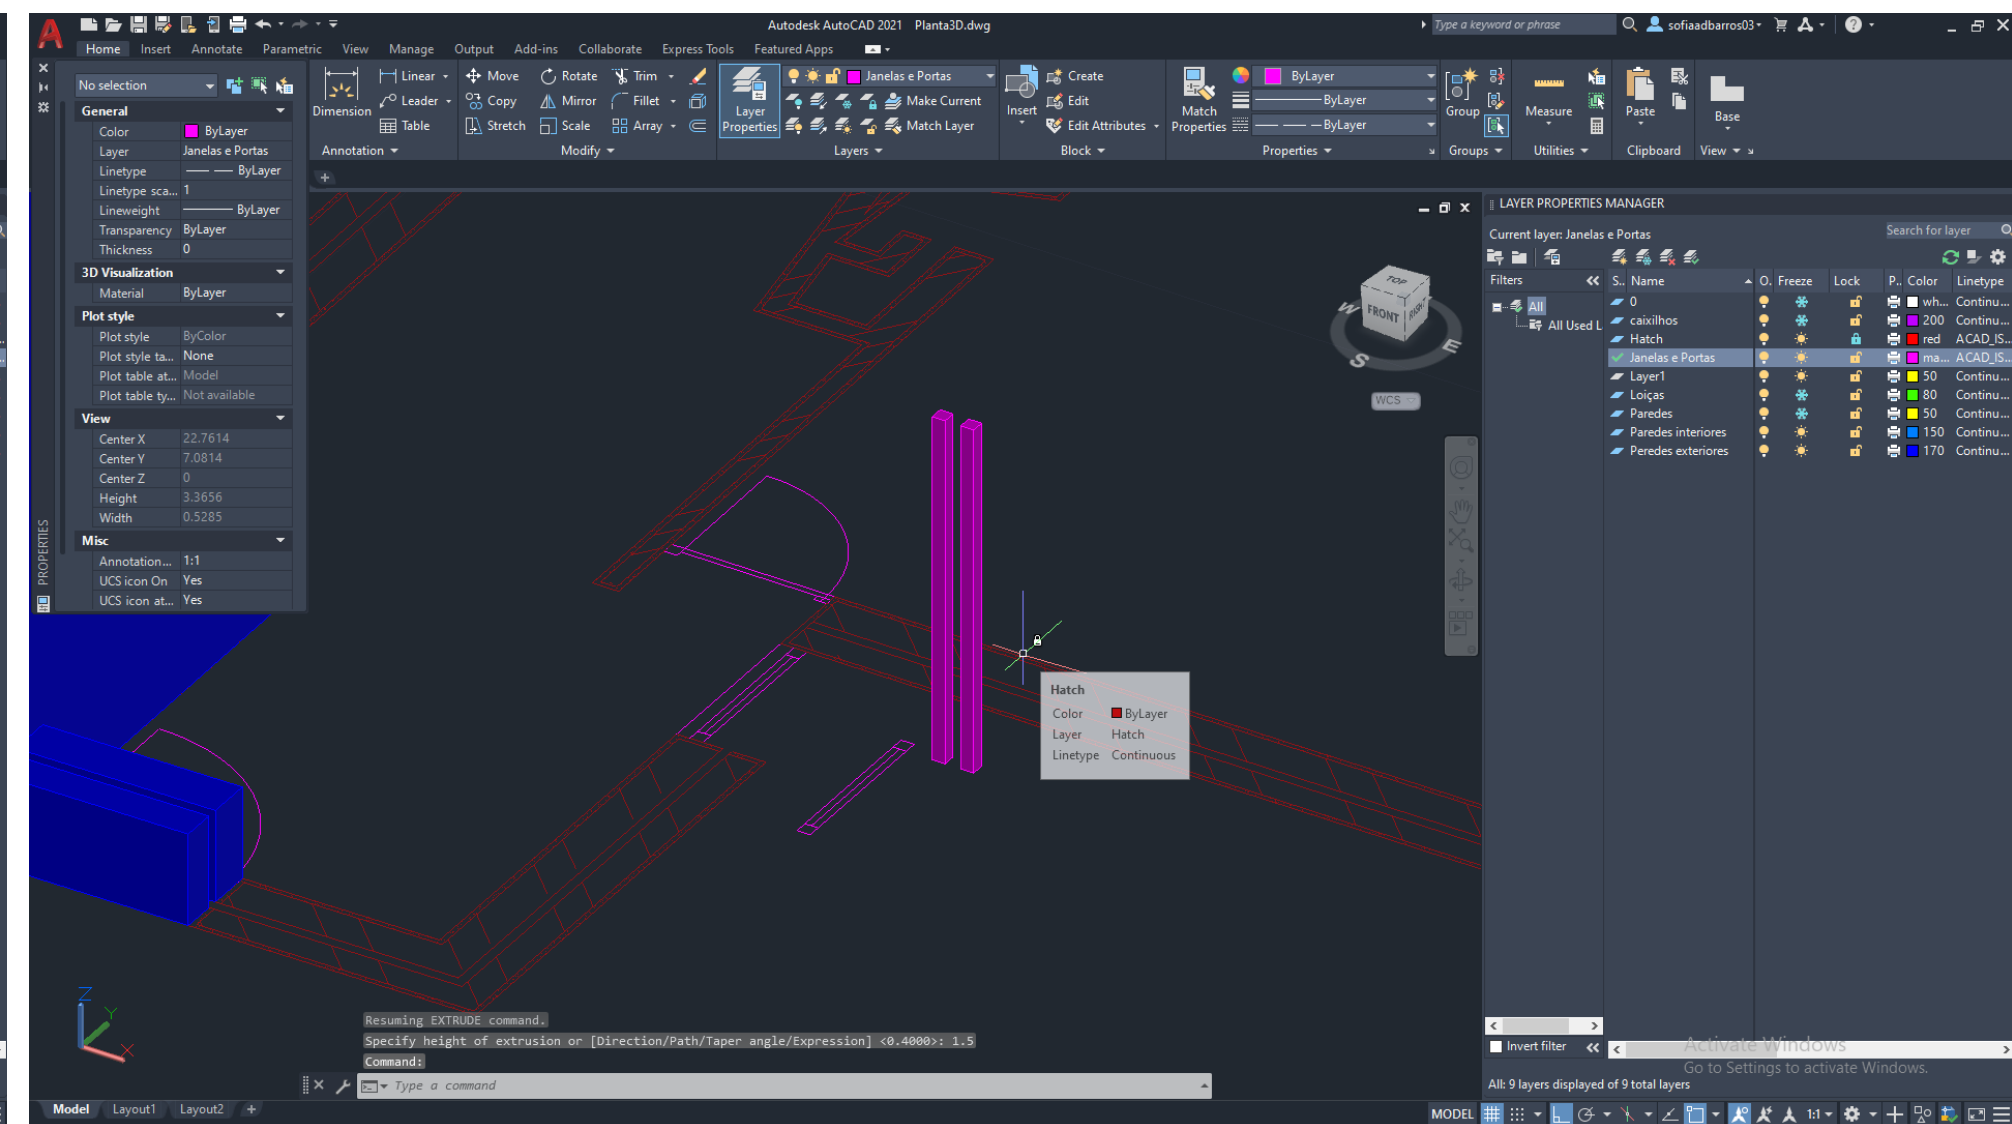 Autodesk AutoCAD 2021 Planta3D.dwg
Type a keyword or phrase
sofiaadbarros03
Home Insert Annotate Parametric View Manage Output Add-ins Collaborate Express Tools Featured Apps
No selection
General
Color ByLayer
Layer Janelas e Portas
Linetype ByLayer
Linetype sca... 1
Lineweight ByLayer
Transparency ByLayer
Thickness 0
3D Visualization
Material ByLayer
Plot style
Plot style ByColor
Plot style ta... None
Plot table at... Model
Plot table ty... Not available
View
Center X 22.7614
Center Y 7.0814
Center Z 0
Height 3.3656
Width 0.5285
Misc
Annotation... 1:1
UCS icon On Yes
UCS icon at... Yes
PROPERTIES
Dimension
Linear
Leader
Table
Annotation
Move Rotate Trim
Copy Mirror Fillet
Stretch Scale Array
Modify
Layer
Properties
Janelas e Portas
Make Current
Match Layer
Layers
Insert
Create
Edit
Edit Attributes
Block
Match
Properties
ByLayer
ByLayer
ByLayer
Properties
Group
Groups
Measure
Utilities
Paste
Clipboard
Base
View
TOP
FRONT
RIGHT
W
S
E
WCS
Hatch
Color ByLayer
Layer Hatch
Linetype Continuous
LAYER PROPERTIES MANAGER
Current layer: Janelas e Portas
Search for layer
Filters
All
All Used L
S.. Name O. Freeze Lock P.. Color Linetype
0 wh... Continu...
caixilhos 200 Continu...
Hatch red ACAD_IS...
Janelas e Portas ma... ACAD_IS...
Layer1 50 Continu...
Loiças 80 Continu...
Paredes 50 Continu...
Paredes interiores 150 Continu...
Peredes exteriores 170 Continu...
Invert filter
All: 9 layers displayed of 9 total layers
Activate Windows
Go to Settings to activate Windows.
Z
Y
X
Resuming EXTRUDE command.
Specify height of extrusion or [Direction/Path/Taper angle/Expression] <0.4000>: 1.5
Command:
Type a command
Model Layout1 Layout2 +
MODEL
1:1